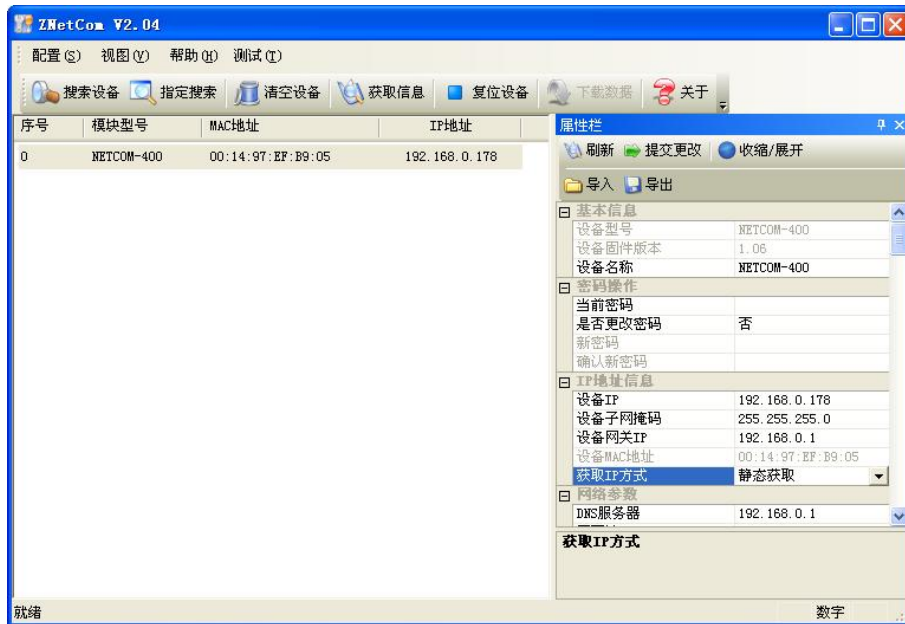 ZNetCom V2.04
配置(S) 视图(V) 帮助(H) 测试(T)
搜索设备 指定搜索 清空设备 获取信息 复位设备 下载数据 关于
序号 模块型号 MAC地址 IP地址
0 NETCOM-400 00:14:97:EF:B9:05 192.168.0.178
属性栏
刷新 提交更改 收缩/展开
导入 导出
基本信息
设备型号 NETCOM-400
设备固件版本 1.06
设备名称 NETCOM-400
密码操作
当前密码
是否更改密码 否
新密码
确认新密码
IP地址信息
设备IP 192.168.0.178
设备子网掩码 255.255.255.0
设备网关IP 192.168.0.1
设备MAC地址 00:14:97:EF:B9:05
获取IP方式 静态获取
网络参数
DNS服务器 192.168.0.1
获取IP方式
就绪 数字